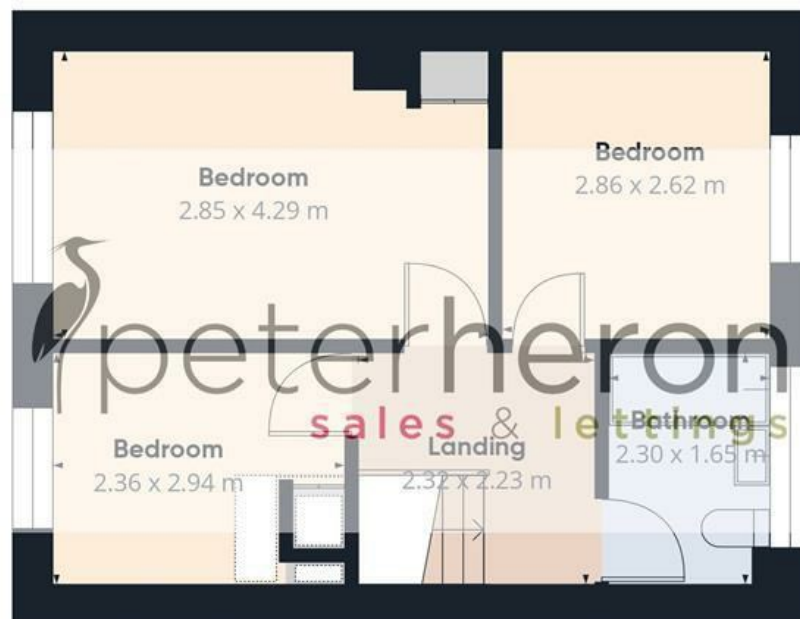 Bedroom
2.85 x 4.29 m
Bedroom
2.86 x 2.62 m
peterheron
sales & lettings
Bedroom
2.36 x 2.94 m
Landing
2.32 x 2.23 m
Bathroom
2.30 x 1.65 m